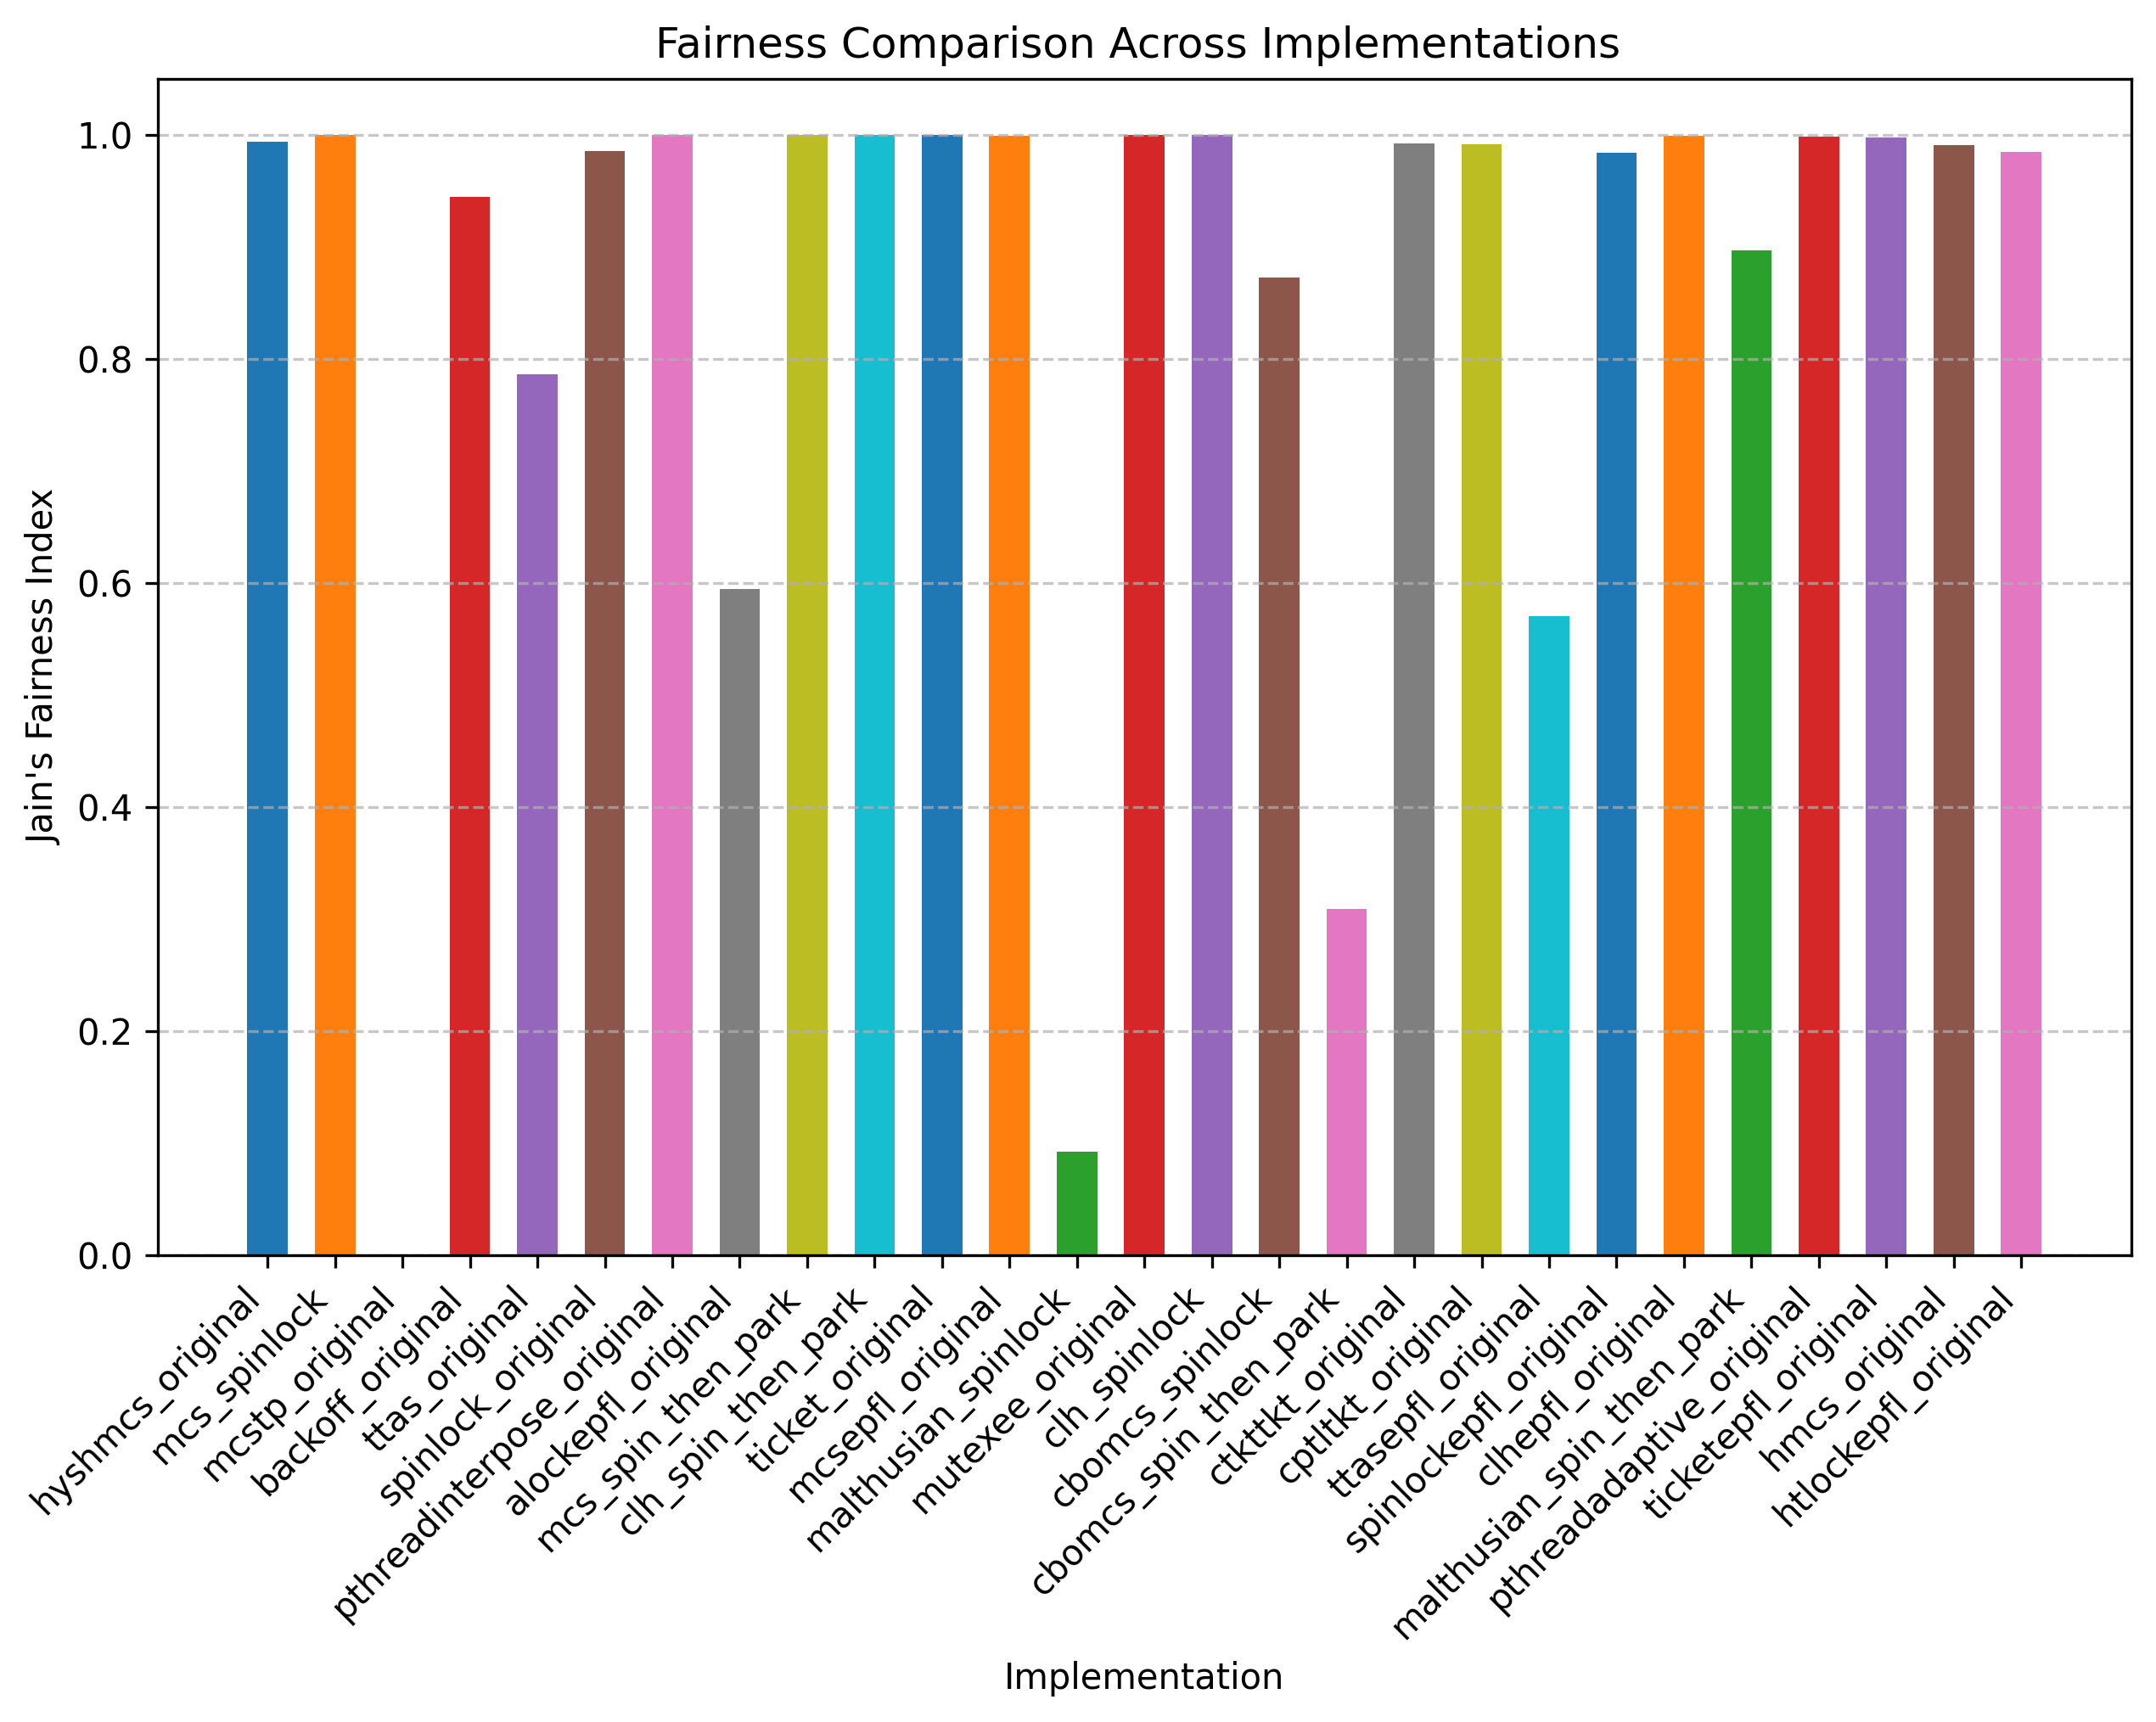 Fairness Comparison Across Implementations
Jain's Fairness Index
1.0
0.8
0.6
0.4
0.2
0.0
hyshmcs_original
mcs_spinlock
mcstp_original
backoff_original
ttas_original
spinlock_original
pthreadinterpose_original
alockepfl_original
mcs_spin_then_park
clh_spin_then_park
ticket_original
mcsepfl_original
malthusian_spinlock
mutexee_original
clh_spinlock
cbomcs_spinlock
cbomcs_spin_then_park
ctkttkt_original
cptltkt_original
ttasepfl_original
spinlockepfl_original
clhepfl_original
malthusian_spin_then_park
pthreadadaptive_original
ticketepfl_original
hmcs_original
htlockepfl_original
Implementation